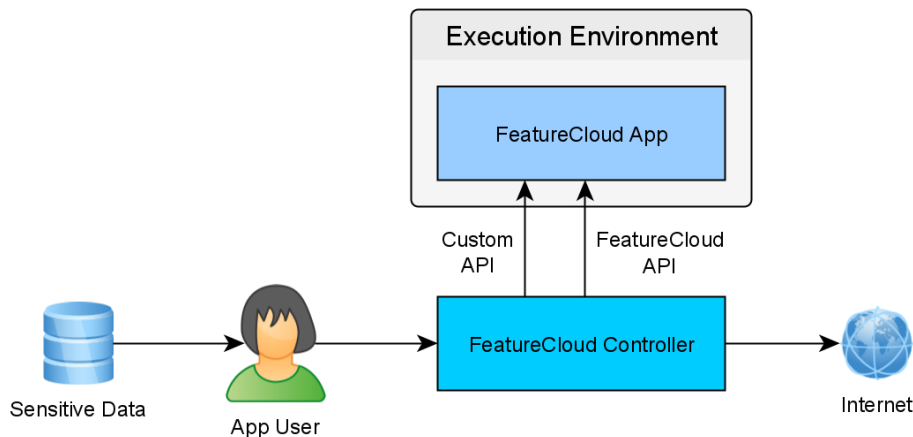 Execution Environment
FeatureCloud App
Custom
API
FeatureCloud
API
FeatureCloud Controller
Sensitive Data
App User
Internet